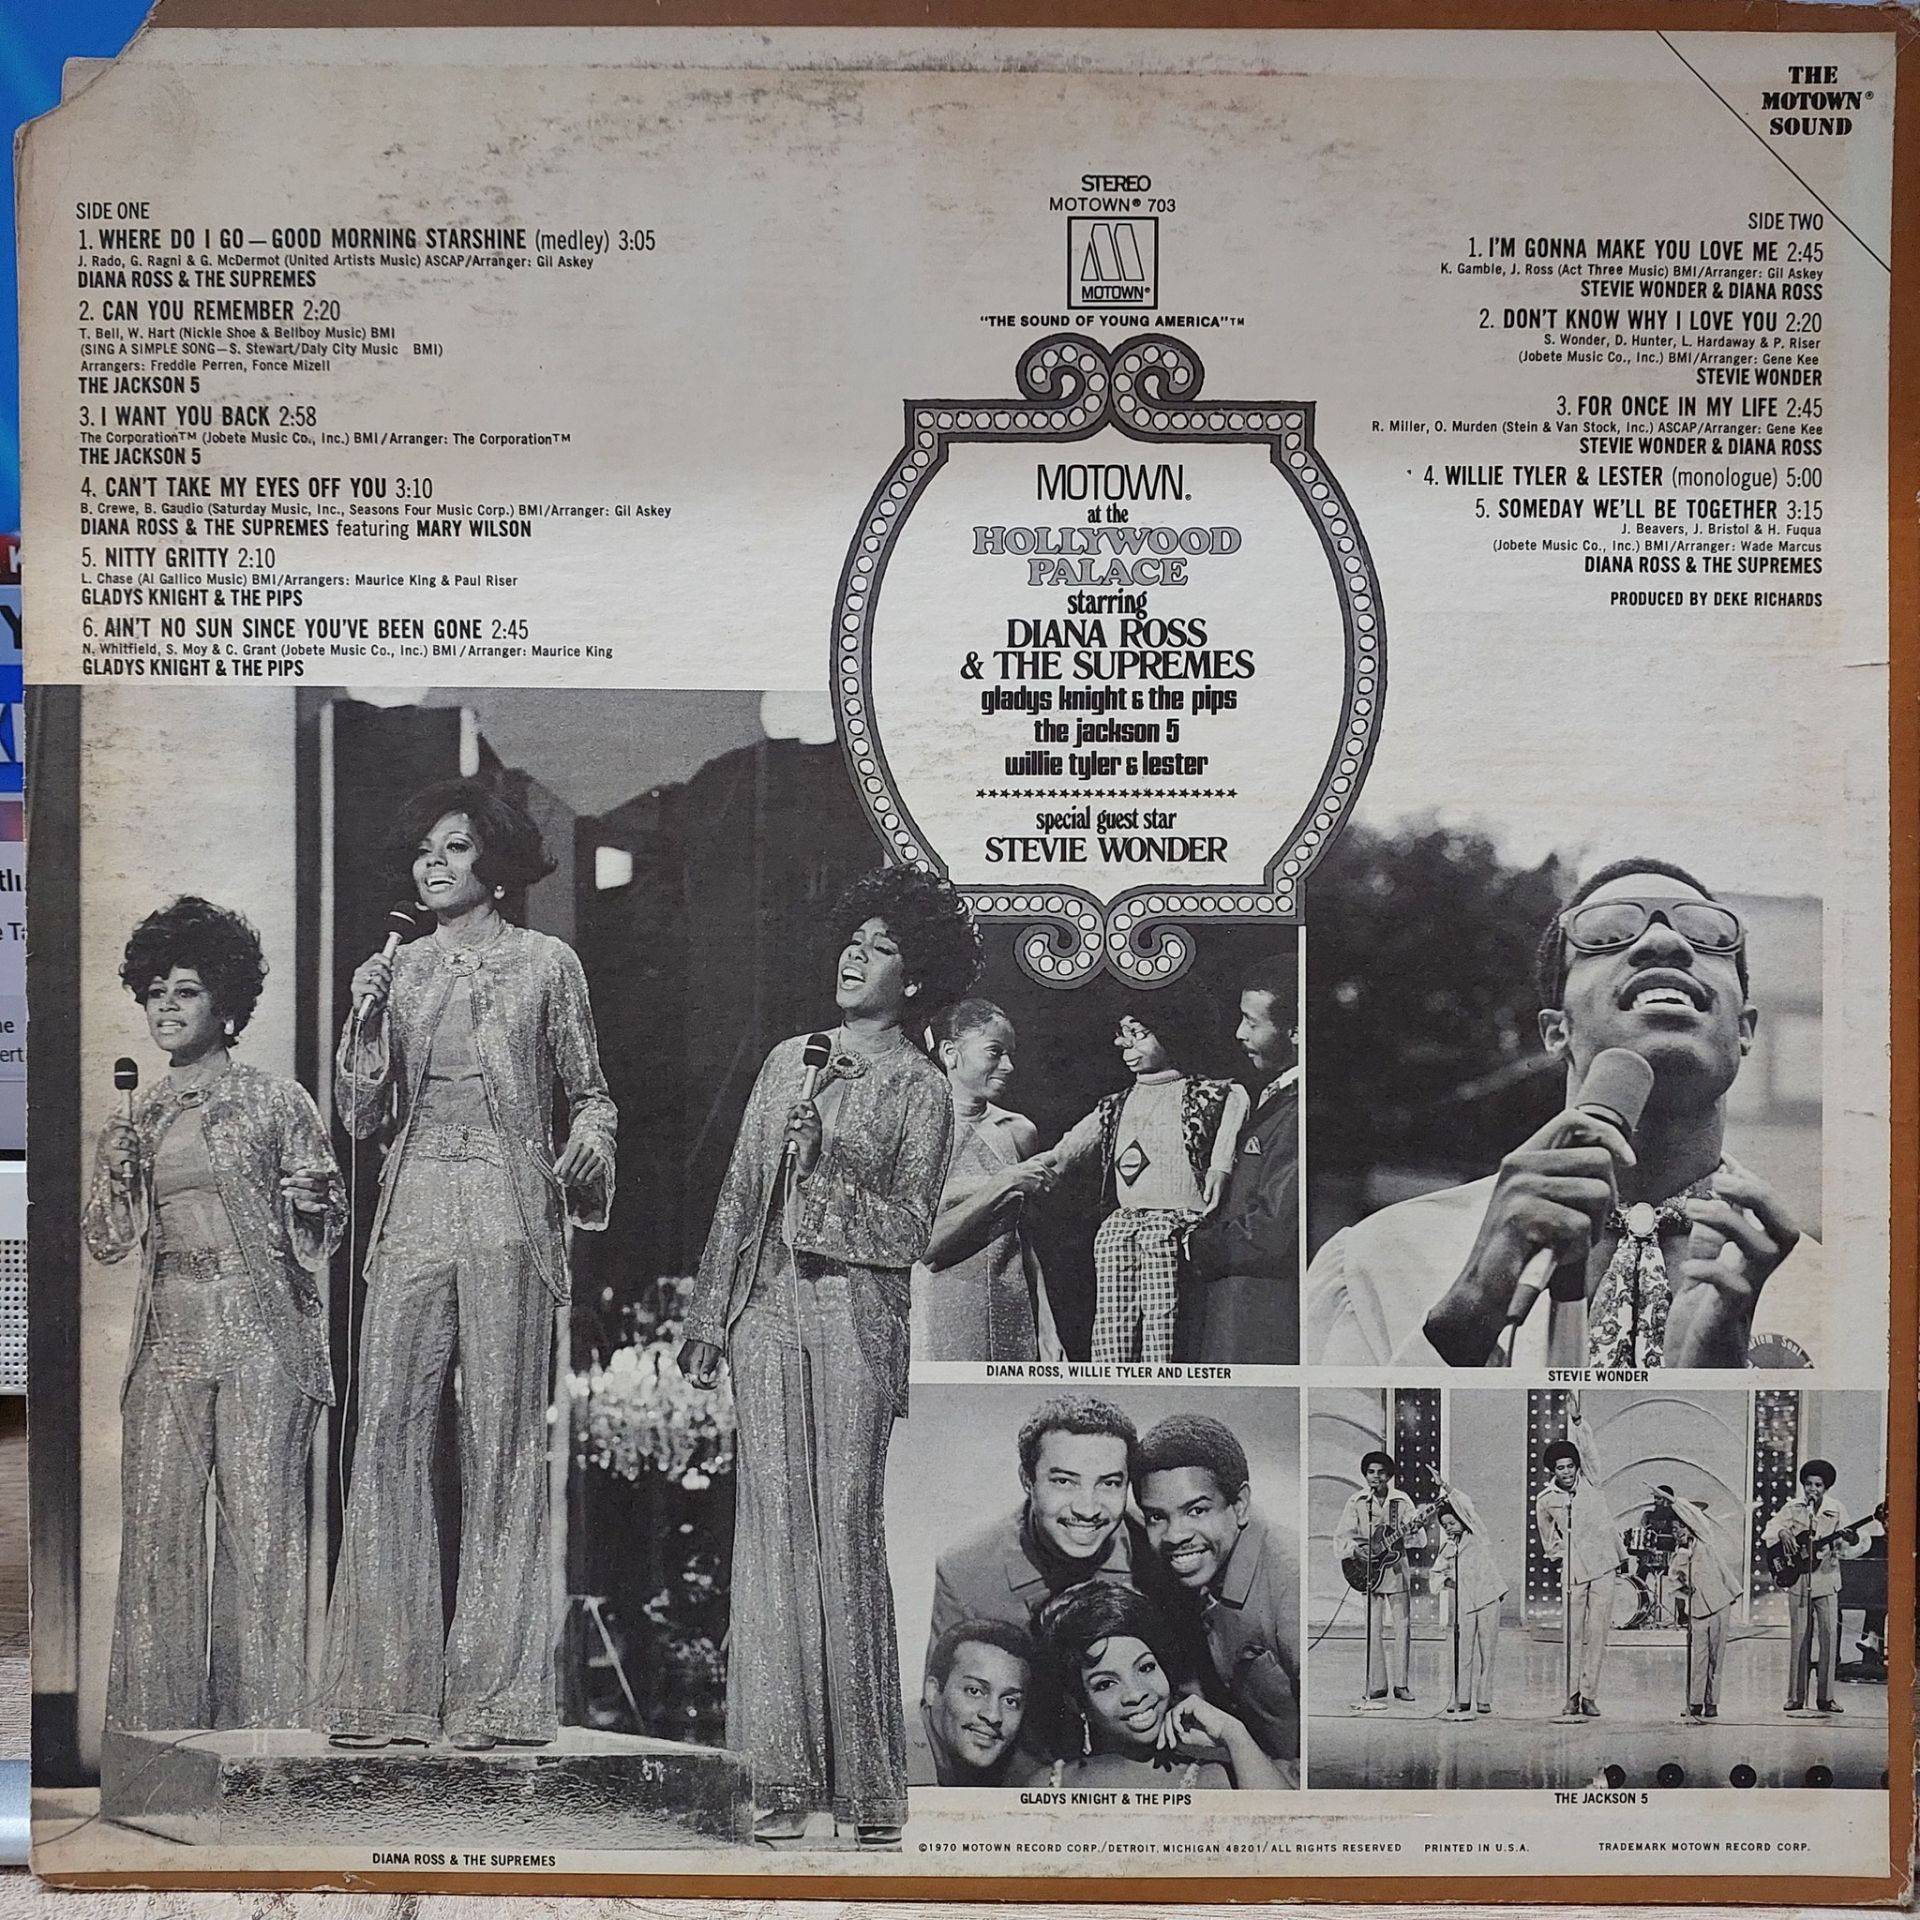 THE
MOTOWN®
SOUND
STEREO
MOTOWN® 703
MOTOWN®
"THE SOUND OF YOUNG AMERICA"™
SIDE ONE
1. WHERE DO I GO — GOOD MORNING STARSHINE (medley) 3:05
J. Rado, G. Ragni & G. McDermot (United Artists Music) ASCAP/Arranger: Gil Askey
DIANA ROSS & THE SUPREMES
2. CAN YOU REMEMBER 2:20
T. Bell, W. Hart (Nickle Shoe & Bellboy Music) BMI
(SING A SIMPLE SONG—S. Stewart/Daly City Music BMI)
Arrangers: Freddie Perren, Fonce Mizell
THE JACKSON 5
3. I WANT YOU BACK 2:58
The Corporation™ (Jobete Music Co., Inc.) BMI/Arranger: The Corporation™
THE JACKSON 5
4. CAN'T TAKE MY EYES OFF YOU 3:10
B. Crewe, B. Gaudio (Saturday Music, Inc., Seasons Four Music Corp.) BMI/Arranger: Gil Askey
DIANA ROSS & THE SUPREMES featuring MARY WILSON
5. NITTY GRITTY 2:10
L. Chase (Al Gallico Music) BMI/Arrangers: Maurice King & Paul Riser
GLADYS KNIGHT & THE PIPS
6. AIN'T NO SUN SINCE YOU'VE BEEN GONE 2:45
N. Whitfield, S. Moy & C. Grant (Jobete Music Co., Inc.) BMI/Arranger: Maurice King
GLADYS KNIGHT & THE PIPS
MOTOWN®
at the
HOLLYWOOD
PALACE
starring
DIANA ROSS
& THE SUPREMES
gladys knight & the pips
the jackson 5
willie tyler & lester
*********************
special guest star
STEVIE WONDER
SIDE TWO
1. I'M GONNA MAKE YOU LOVE ME 2:45
K. Gamble, J. Ross (Act Three Music) BMI/Arranger: Gil Askey
STEVIE WONDER & DIANA ROSS
2. DON'T KNOW WHY I LOVE YOU 2:20
S. Wonder, D. Hunter, L. Hardaway & P. Riser
(Jobete Music Co., Inc.) BMI/Arranger: Gene Kee
STEVIE WONDER
3. FOR ONCE IN MY LIFE 2:45
R. Miller, O. Murden (Stein & Van Stock, Inc.) ASCAP/Arranger: Gene Kee
STEVIE WONDER & DIANA ROSS
4. WILLIE TYLER & LESTER (monologue) 5:00
5. SOMEDAY WE'LL BE TOGETHER 3:15
J. Beavers, J. Bristol & H. Fuqua
(Jobete Music Co., Inc.) BMI/Arranger: Wade Marcus
DIANA ROSS & THE SUPREMES
PRODUCED BY DEKE RICHARDS
DIANA ROSS, WILLIE TYLER AND LESTER
STEVIE WONDER
GLADYS KNIGHT & THE PIPS
THE JACKSON 5
DIANA ROSS & THE SUPREMES
©1970 MOTOWN RECORD CORP./DETROIT, MICHIGAN 48201/ALL RIGHTS RESERVED PRINTED IN U.S.A. TRADEMARK MOTOWN RECORD CORP.